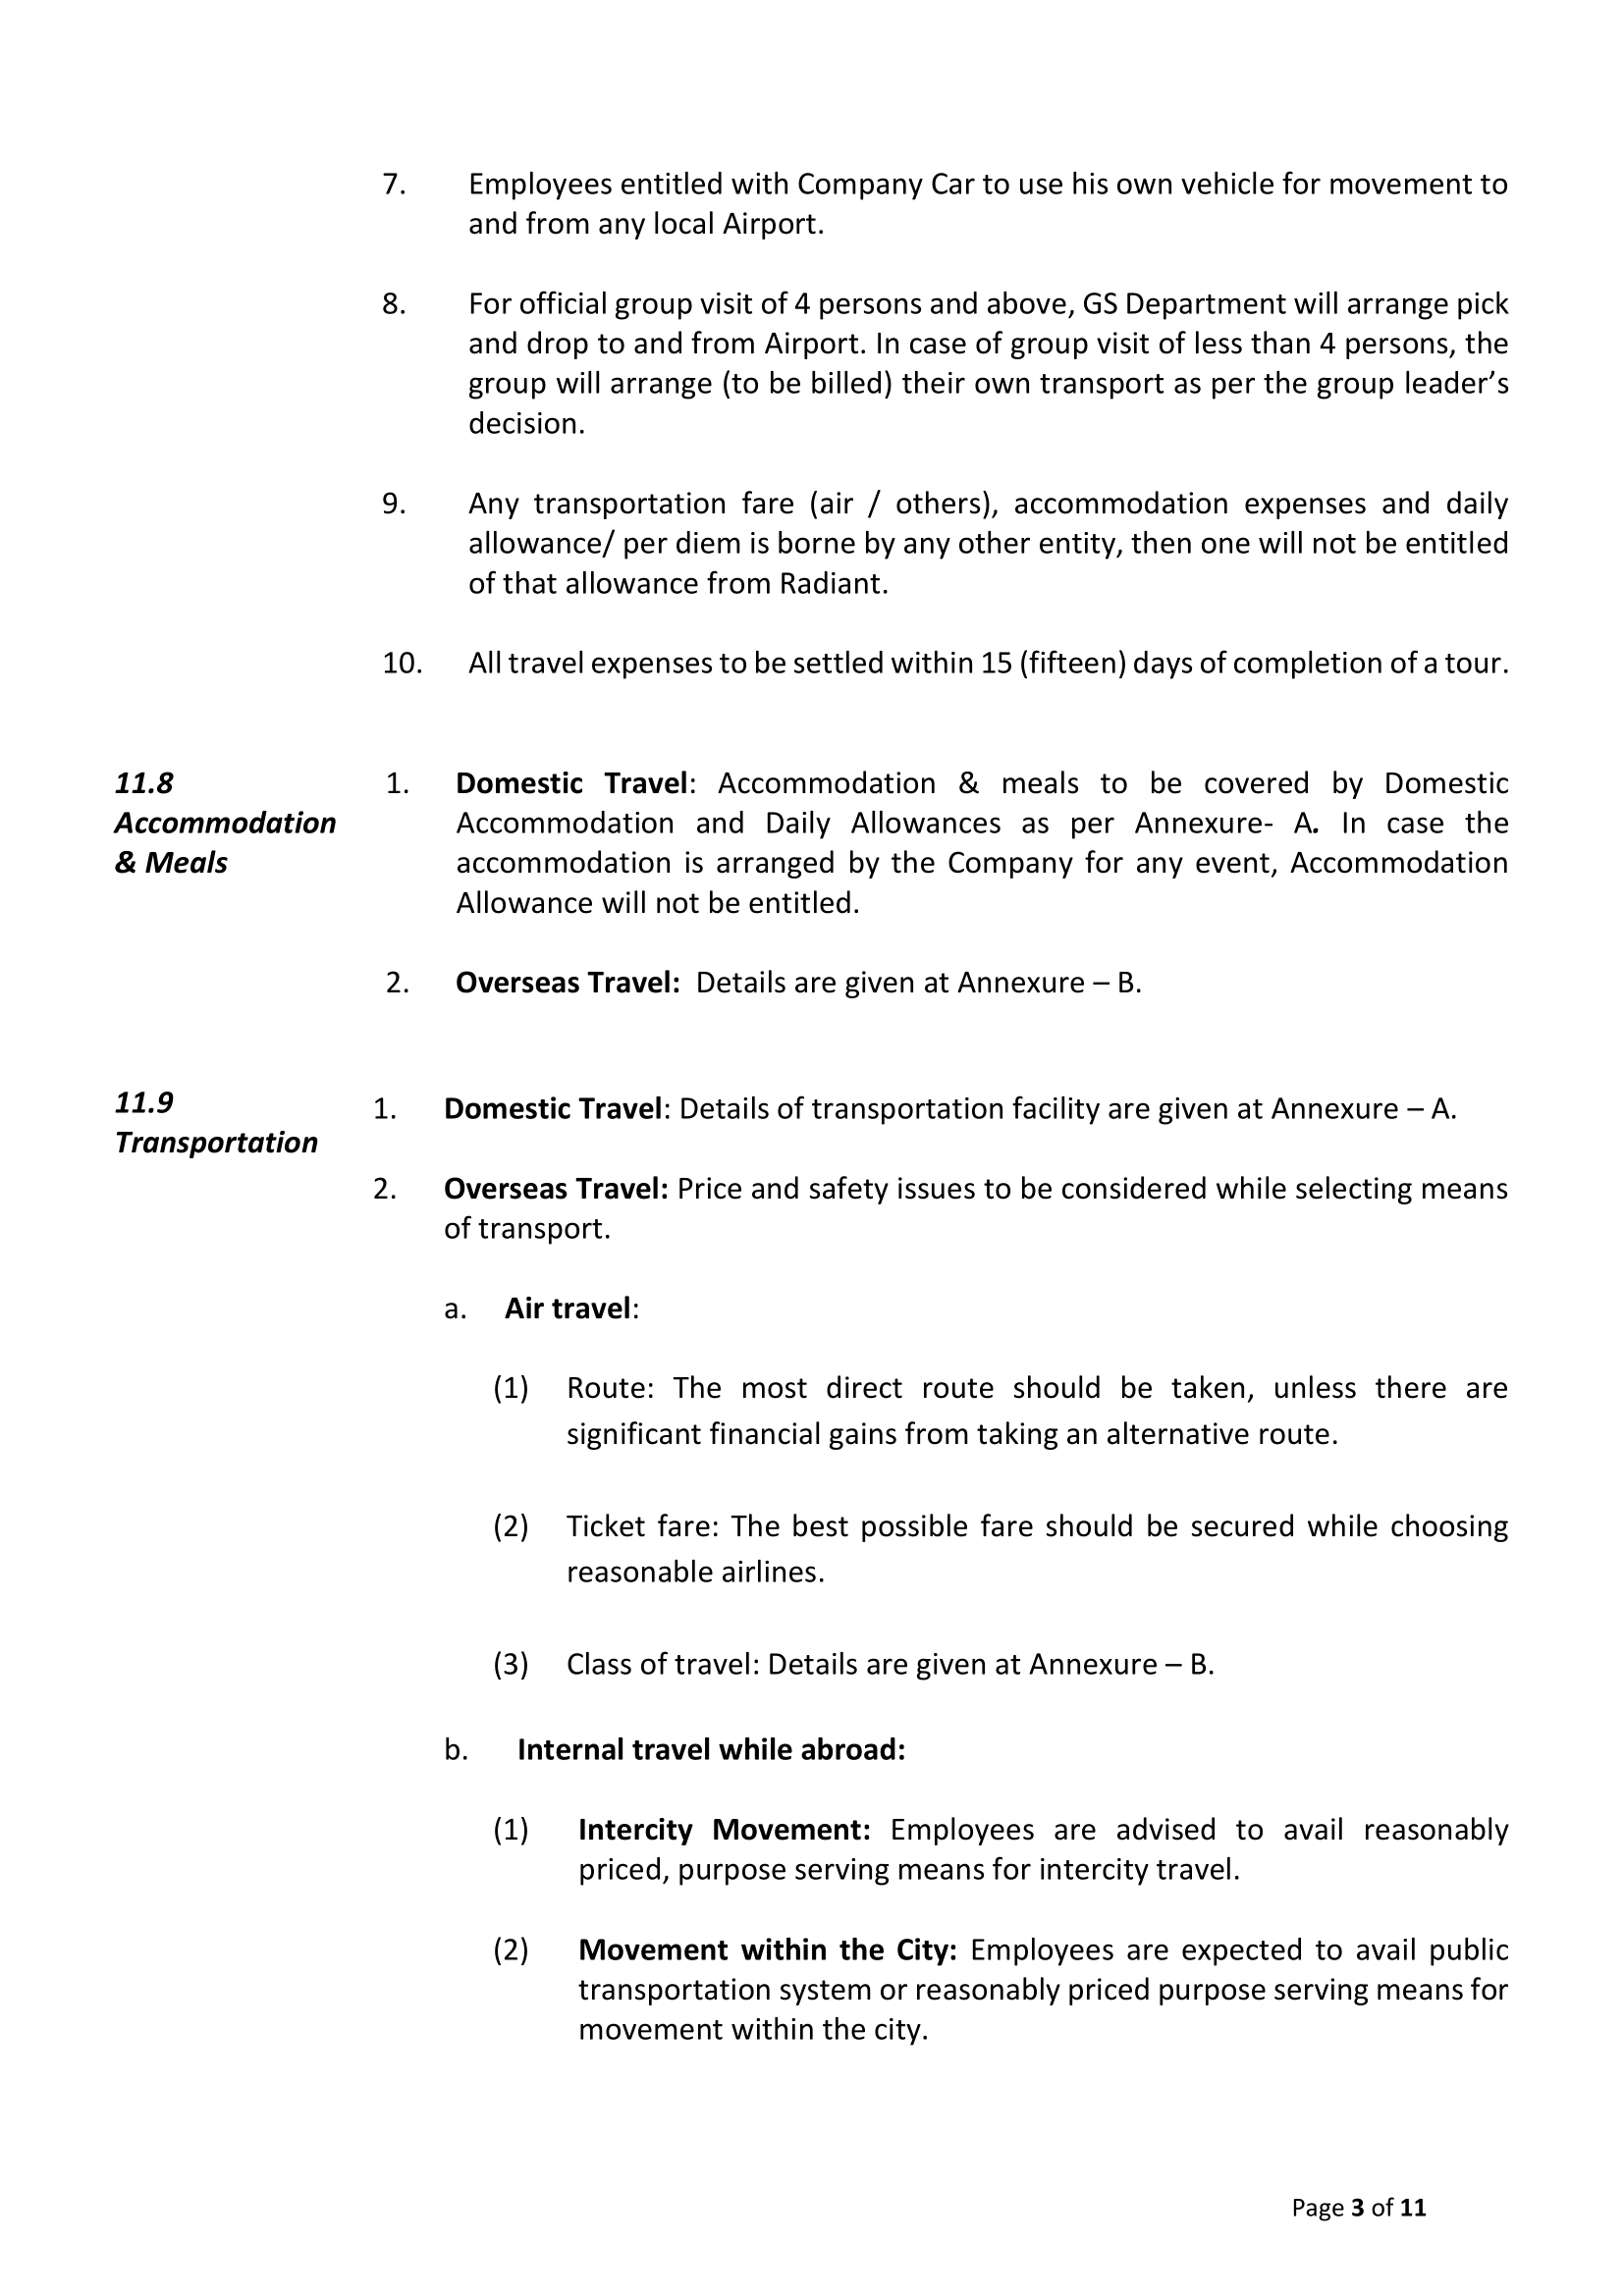 7. Employees entitled with Company Car to use his own vehicle for movement to
and from any local Airport.
8. For official group visit of 4 persons and above, GS Department will arrange pick
and drop to and from Airport. In case of group visit of less than 4 persons, the
group will arrange (to be billed) their own transport as per the group leader’s
decision.
9. Any transportation fare (air / others), accommodation expenses and daily
allowance/ per diem is borne by any other entity, then one will not be entitled
of that allowance from Radiant.
10. All travel expenses to be settled within 15 (fifteen) days of completion of a tour.
11.8
Accommodation
& Meals
1. Domestic Travel: Accommodation & meals to be covered by Domestic
Accommodation and Daily Allowances as per Annexure- A. In case the
accommodation is arranged by the Company for any event, Accommodation
Allowance will not be entitled.
2. Overseas Travel: Details are given at Annexure – B.
11.9
Transportation
1. Domestic Travel: Details of transportation facility are given at Annexure – A.
2. Overseas Travel: Price and safety issues to be considered while selecting means
of transport.
a. Air travel:
(1) Route: The most direct route should be taken, unless there are
significant financial gains from taking an alternative route.
(2) Ticket fare: The best possible fare should be secured while choosing
reasonable airlines.
(3) Class of travel: Details are given at Annexure – B.
b. Internal travel while abroad:
(1) Intercity Movement: Employees are advised to avail reasonably
priced, purpose serving means for intercity travel.
(2) Movement within the City: Employees are expected to avail public
transportation system or reasonably priced purpose serving means for
movement within the city.
Page 3 of 11